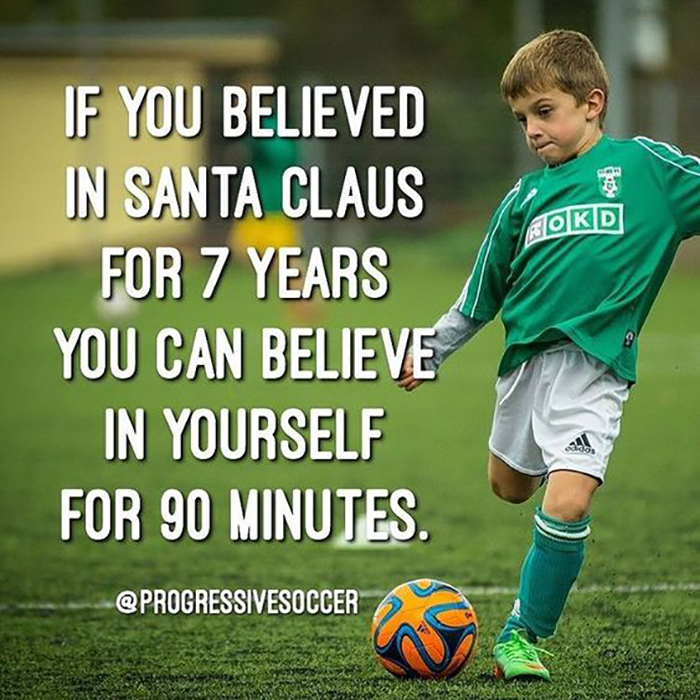 IF YOU BELIEVED
IN SANTA CLAUS
FOR 7 YEARS
YOU CAN BELIEVE
IN YOURSELF
FOR 90 MINUTES.
@PROGRESSIVESOCCER
OKD
adidas